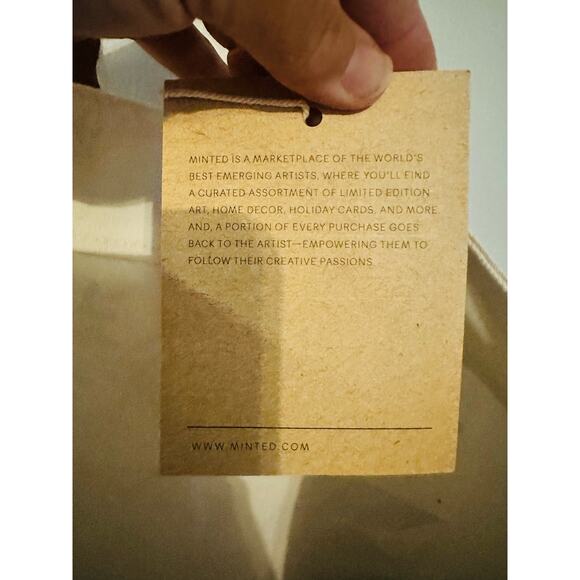 MINTED IS A MARKETPLACE OF THE WORLD'S
BEST EMERGING ARTISTS, WHERE YOU'LL FIND
A CURATED ASSORTMENT OF LIMITED EDITION
ART, HOME DECOR, HOLIDAY CARDS, AND MORE.
AND, A PORTION OF EVERY PURCHASE GOES
BACK TO THE ARTIST—EMPOWERING THEM TO
FOLLOW THEIR CREATIVE PASSIONS.
WWW.MINTED.COM